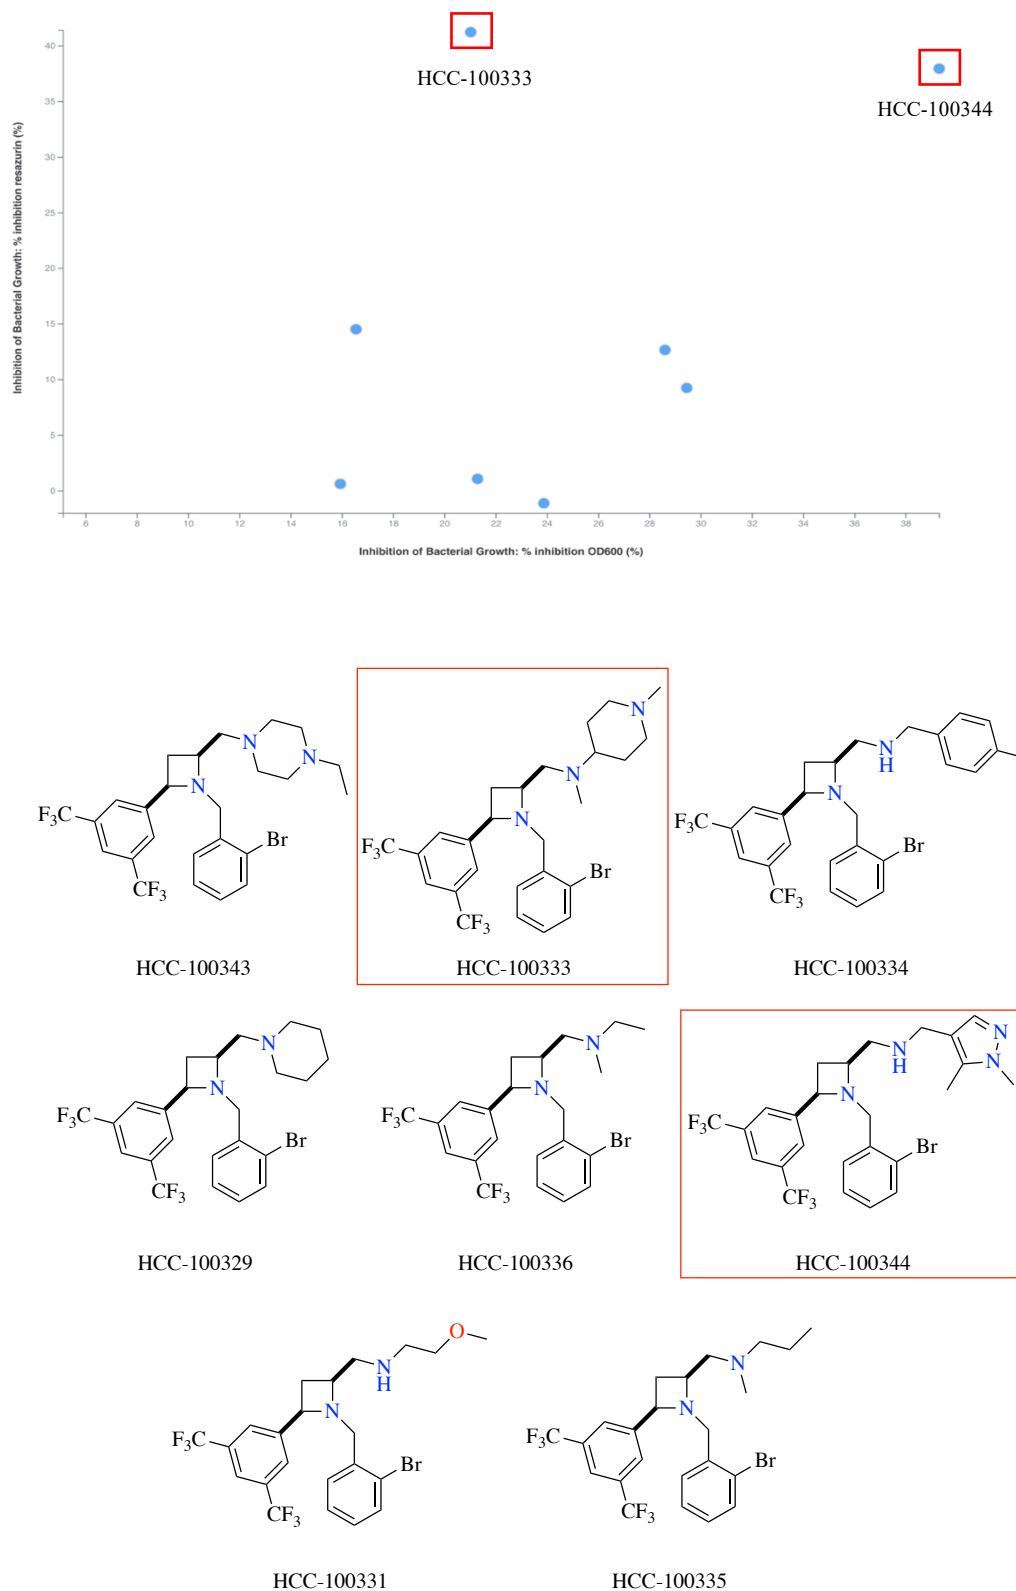 HCC-100333
HCC-100344
Inhibition of Bacterial Growth: % inhibition resazurin (%)
40
35
30
25
20
15
10
5
0
6 8 10 12 14 16 18 20 22 24 26 28 30 32 34 36 38
Inhibition of Bacterial Growth: % inhibition OD600 (%)
N
N
N
F3C
Br
CF3
HCC-100343
N
N
N
F3C
Br
CF3
HCC-100333
N
H
N
F3C
Br
CF3
HCC-100334
N
N
F3C
Br
CF3
HCC-100329
N
N
F3C
Br
CF3
HCC-100336
N
N
H
N
N
F3C
Br
CF3
HCC-100344
O
N
H
N
F3C
Br
CF3
HCC-100331
N
N
F3C
Br
CF3
HCC-100335